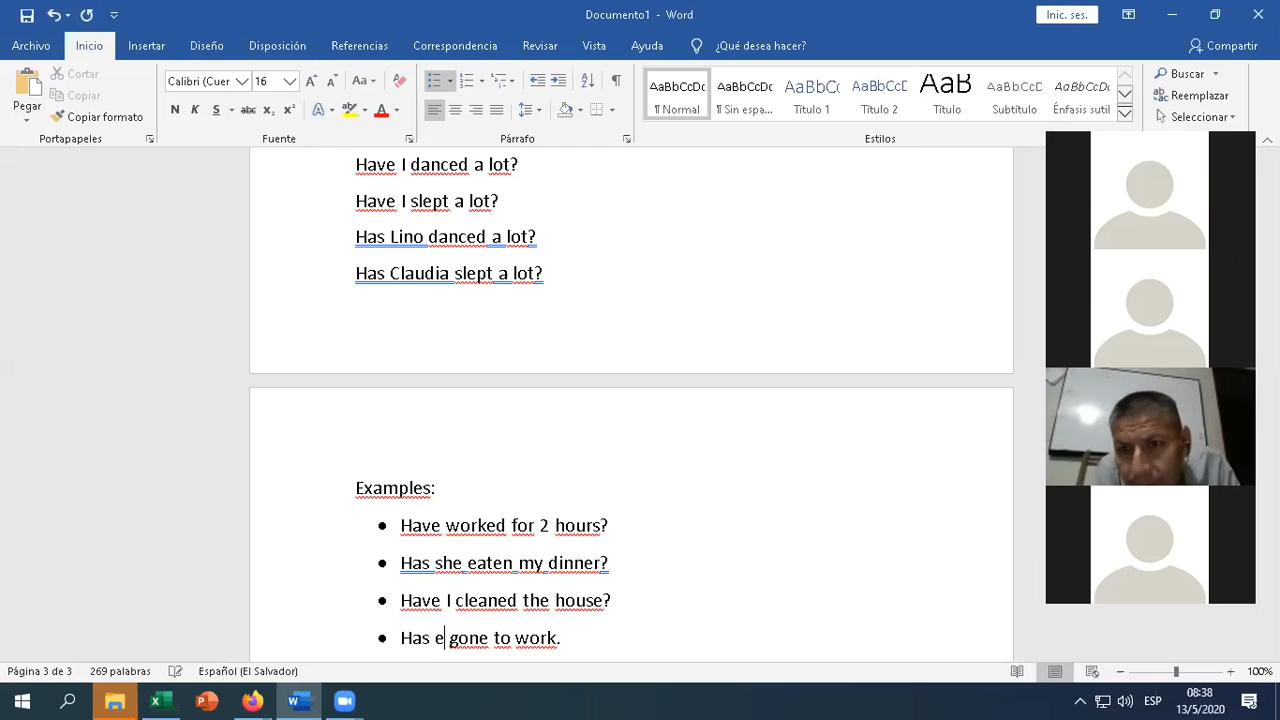 Documento1 - Word
Inic. ses.
Archivo Inicio Insertar Diseño Disposición Referencias Correspondencia Revisar Vista Ayuda ¿Qué desea hacer? Compartir
Pegar
Cortar
Copiar
Copiar formato
Portapapeles
Calibri (Cuer 16
N K S abc x₂ x²
Fuente
Párrafo
AaBbCcDc AaBbCcDc AaBbCc AaBbCcD AaB AaBbCcD AaBbCcDc
¶ Normal ¶ Sin espa... Título 1 Título 2 Título Subtítulo Énfasis sutil
Estilos
Buscar
Reemplazar
Seleccionar
Have I danced a lot?
Have I slept a lot?
Has Lino danced a lot?
Has Claudia slept a lot?
Examples:
• Have worked for 2 hours?
• Has she eaten my dinner?
• Have I cleaned the house?
• Has e gone to work.
Página 3 de 3 269 palabras Español (El Salvador) 100%
ESP 08:38
13/5/2020